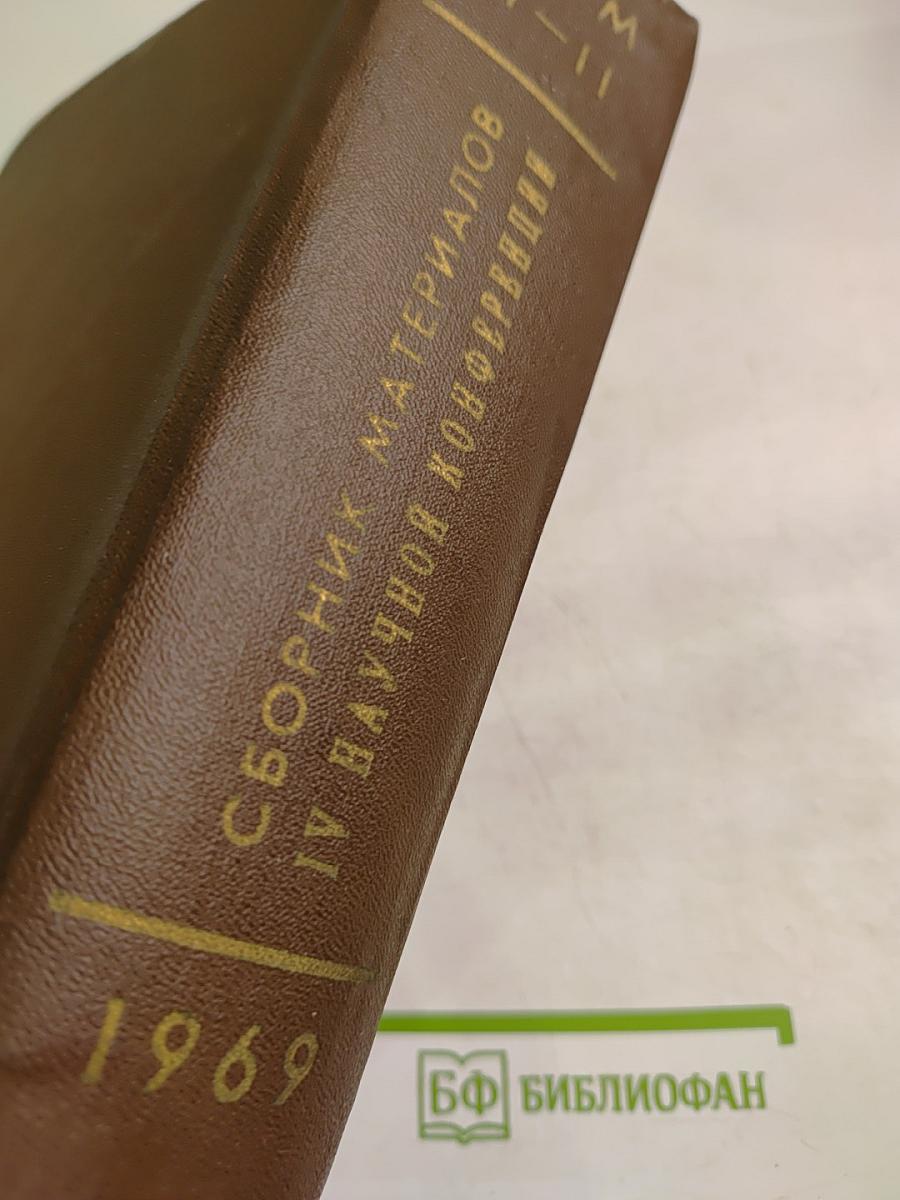 СБОРНИК МАТЕРИАЛОВ
IV НАУЧНОЙ КОНФЕРЕНЦИИ
1969
БФ БИБЛИОФАН